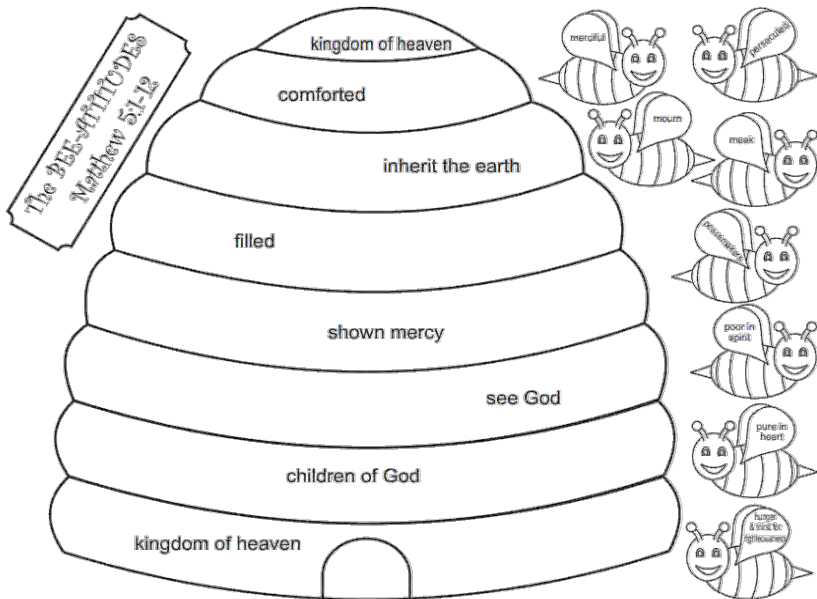 The BEE-ATTITUDES
Matthew 5:1-12
kingdom of heaven
comforted
inherit the earth
filled
shown mercy
see God
children of God
kingdom of heaven
merciful
persecuted
mourn
meek
peacemakers
poor in
spirit
pure in
heart
hunger
& thirst for
righteousness